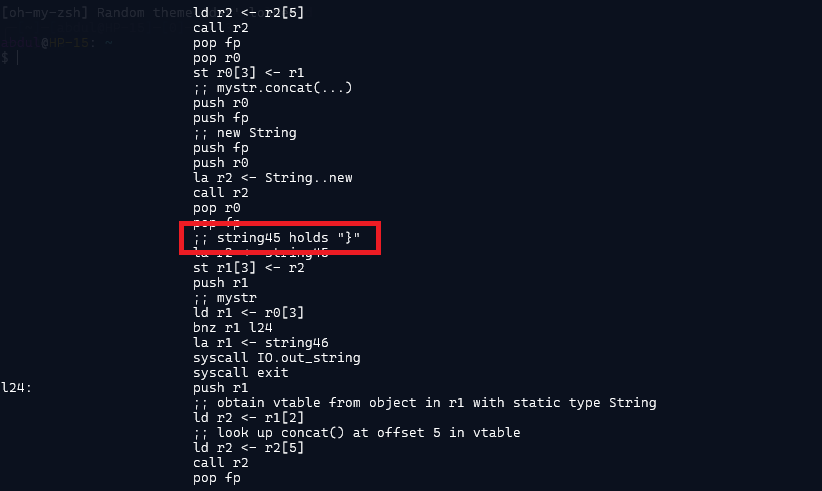 [oh-my-zsh] Random theme
ld r2 <- r2[5]
call r2
pop fp
@HP-15: ~
pop r0
$
st r0[3] <- r1
;; mystr.concat(...)
push r0
push fp
;; new String
push fp
push r0
la r2 <- String..new
call r2
pop r0
pop fp
;; string45 holds "}"
la r2 <- string45
st r1[3] <- r2
push r1
;; mystr
ld r1 <- r0[3]
bnz r1 l24
la r1 <- string46
syscall IO.out_string
syscall exit
l24: push r1
;; obtain vtable from object in r1 with static type String
ld r2 <- r1[2]
;; look up concat() at offset 5 in vtable
ld r2 <- r2[5]
call r2
pop fp